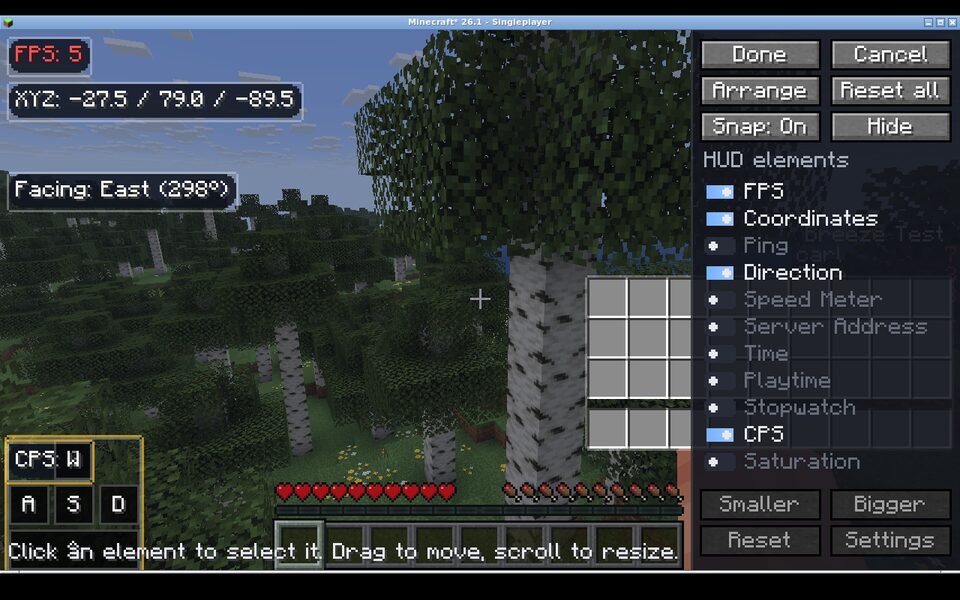 Minecraft* 26.1 - Singleplayer
FPS: 5
XYZ: -27.5 / 79.0 / -89.5
Facing: East (298°)
Done
Cancel
Arrange
Reset all
Snap: On
Hide
HUD elements
FPS
Coordinates
Ping
Direction
Speed Meter
Server Address
Time
Playtime
Stopwatch
CPS
Saturation
Smaller
Bigger
Reset
Settings
CPS: W
A S D
Click an element to select it. Drag to move, scroll to resize.